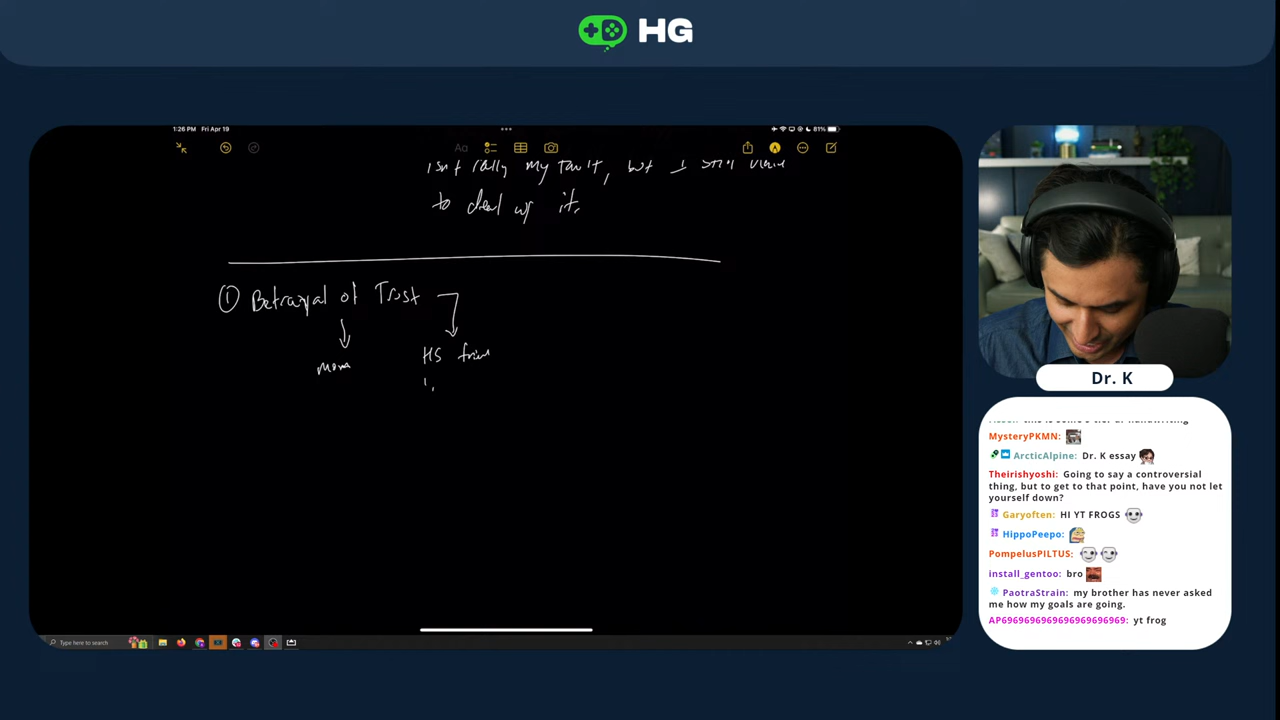 HG
1:26 PM Fri Apr 19
81%
Aa
isn't really my fault, but I still
to deal w/ it.
① Betrayal of Trust
mom
HS
Type here to search
Dr. K
MysteryPKMN:
ArcticAlpine: Dr. K essay
Theirishyoshi: Going to say a controversial
thing, but to get to that point, have you not let
yourself down?
Garyoften: HI YT FROGS
HippoPeepo:
PompelusPILTUS:
install_gentoo: bro
PaotraStrain: my brother has never asked
me how my goals are going.
AP6969696969696969696969: yt frog